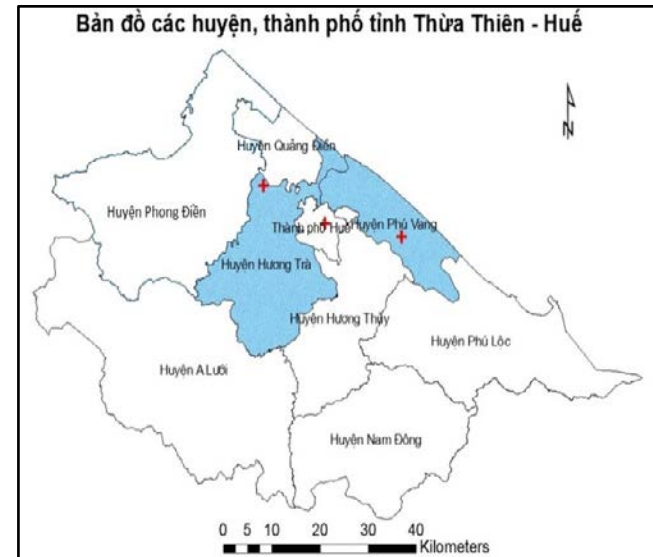 Bản đồ các huyện, thành phố tỉnh Thừa Thiên - Huế
N
Huyện Quảng Điền
Huyện Phong Điền
Thành phố Huế
Huyện Phú Vang
Huyện Hương Trà
Huyện Hương Thủy
Huyện Phú Lộc
Huyện A Lưới
Huyện Nam Đông
0 5 10 20 30 40
Kilometers